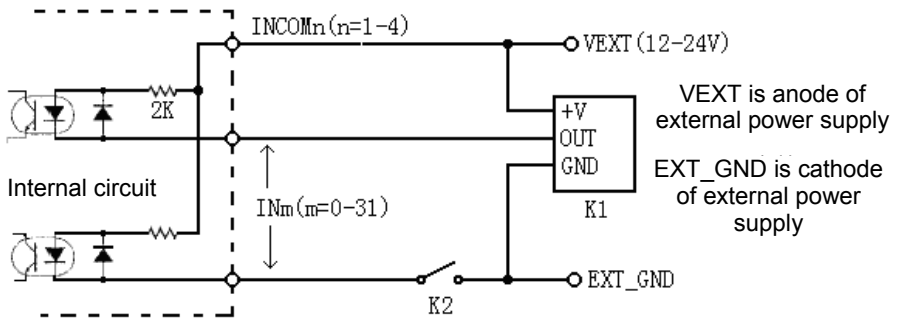 INCOMn(n=1-4)
VEXT(12-24V)
2K
+V
OUT
GND
K1
VEXT is anode of
external power supply
EXT_GND is cathode
of external power
supply
Internal circuit
INm(m=0-31)
K2
EXT_GND